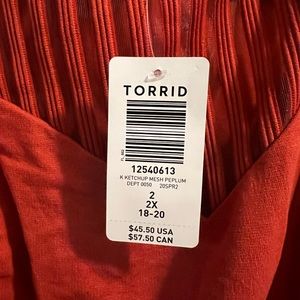 TORRID
12540613
K KETCHUP MESH PEPLUM
DEPT 0050 20SPR2
2
2X
18-20
$45.50 USA
$57.50 CAN